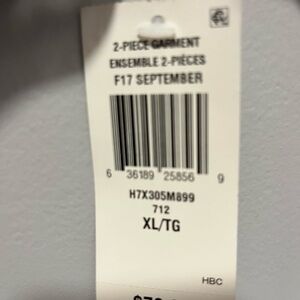 2-PIECE GARMENT
ENSEMBLE 2-PIÈCES
F17 SEPTEMBER
6 36189 25856 9
H7X305M899
712
XL/TG
HBC